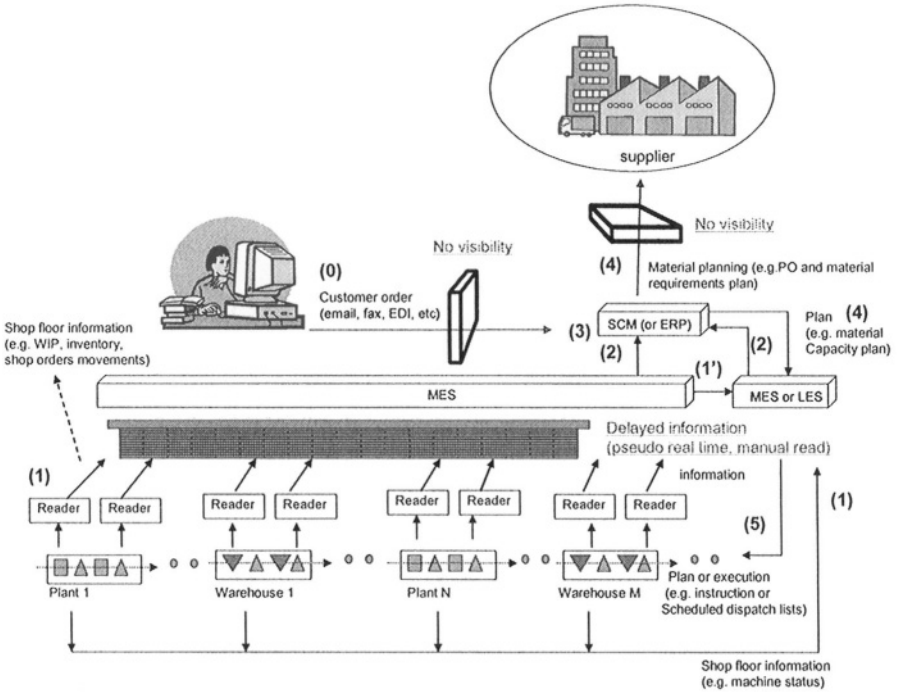 supplier
No visibility
(4)
Material planning (e.g.PO and material
requirements plan)
No visibility
(0)
Customer order
(email, fax, EDI, etc)
(3)
SCM (or ERP)
Plan
(4)
(e.g. material
Capacity plan)
(2)
(2)
Shop floor information
(e.g. WIP, inventory,
shop orders movements)
(1')
MES
MES or LES
Delayed information
(pseudo real time, manual read)
information
(1)
(1)
Reader
Reader
Reader
Reader
Reader
Reader
Reader
Reader
(5)
Plant 1
Warehouse 1
Plant N
Warehouse M
Plan or execution
(e.g. instruction or
Scheduled dispatch lists)
Shop floor information
(e.g. machine status)